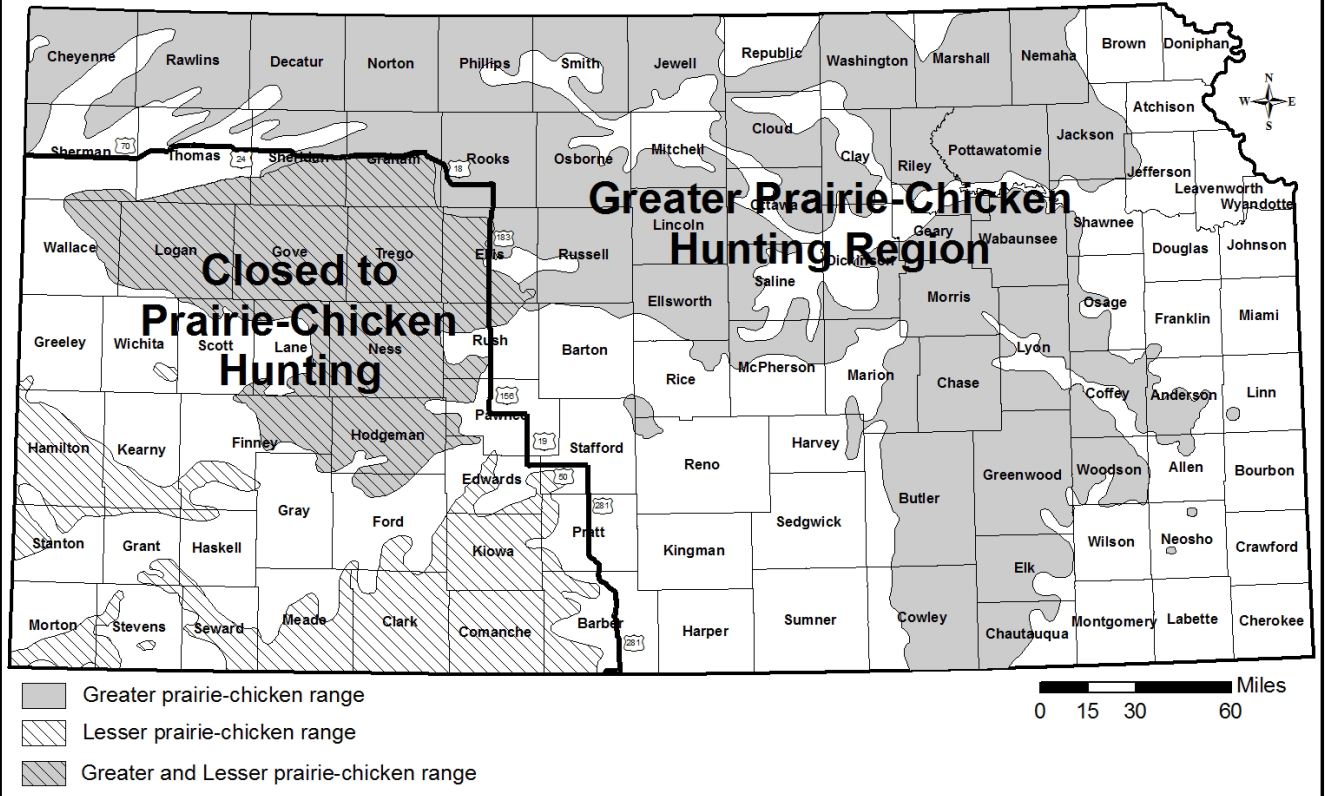 Cheyenne
Rawlins
Decatur
Norton
Phillips
Smith
Jewell
Republic
Washington
Marshall
Nemaha
Brown
Doniphan
N
W E
S
Atchison
Sherman
70
Thomas
24
Sheridan
Graham
18
Rooks
Osborne
Mitchell
Cloud
Clay
Riley
Pottawatomie
Jackson
Jefferson
Leavenworth
Wyandotte
Greater Prairie-Chicken
Hunting Region
Ottawa
Lincoln
Geary
Wabaunsee
Shawnee
Douglas
Johnson
Wallace
Logan
Gove
Trego
183
Ellis
Russell
Dickinson
Saline
Closed to
Prairie-Chicken
Hunting
Ellsworth
Morris
Osage
Franklin
Miami
Greeley
Wichita
Scott
Lane
Ness
Rush
Barton
Rice
McPherson
Marion
Chase
Lyon
Coffey
Anderson
Linn
156
Pawnee
19
Hamilton
Kearny
Finney
Hodgeman
Stafford
Reno
Harvey
Edwards
50
281
Greenwood
Woodson
Allen
Bourbon
Butler
Gray
Ford
Pratt
Sedgwick
Stanton
Grant
Haskell
Kiowa
Kingman
Wilson
Neosho
Crawford
Elk
Morton
Stevens
Seward
Meade
Clark
Comanche
Barber
281
Harper
Sumner
Cowley
Chautauqua
Montgomery
Labette
Cherokee
Greater prairie-chicken range
Lesser prairie-chicken range
Greater and Lesser prairie-chicken range
Miles
0 15 30 60